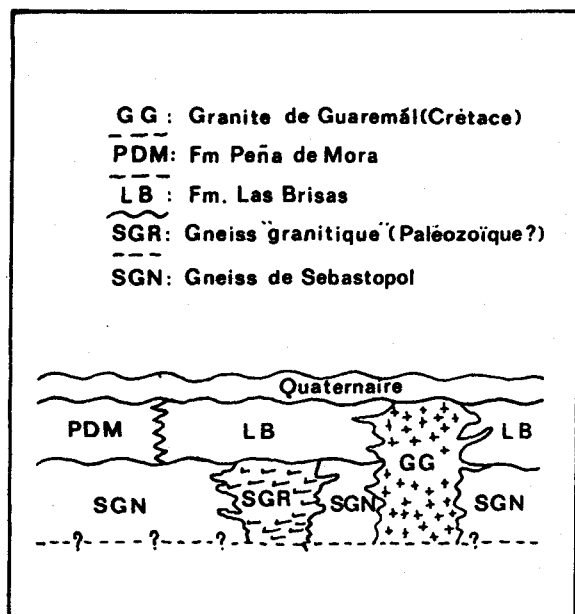 GG: Granite de Guaremál(Crétace)
PDM: Fm Peña de Mora
LB: Fm. Las Brisas
SGR: Gneiss "granitique" (Paléozoïque?)
SGN: Gneiss de Sebastopol
Quaternaire
PDM LB LB
GG
SGN SGR SGN SGN
? ? ? ?